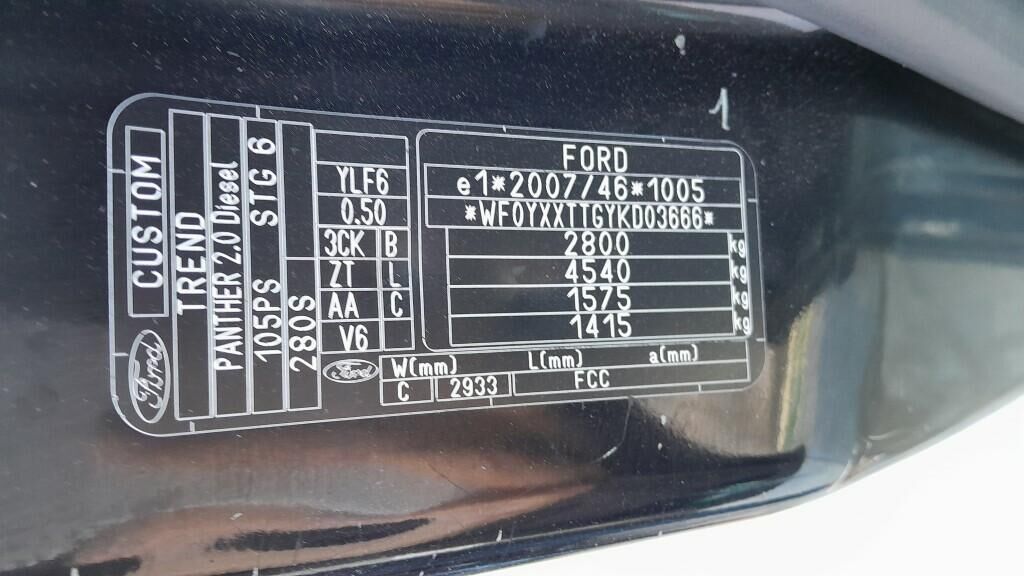 1
CUSTOM
TREND
PANTHER 2.0 Diesel
105PS STG 6
280S
Ford
YLF6
0.50
3CK B
ZT L
AA C
V6
FORD
e1*2007/46*1005
*WF0YXXTTGYKD03666*
2800 kg
4540 kg
1575 kg
1415 kg
Ford
W(mm) L(mm) a(mm)
C 2933 FCC